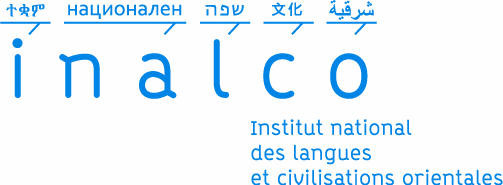 ተቋም национален שפה 文化 شرقية
inalco
Institut national
des langues
et civilisations orientales